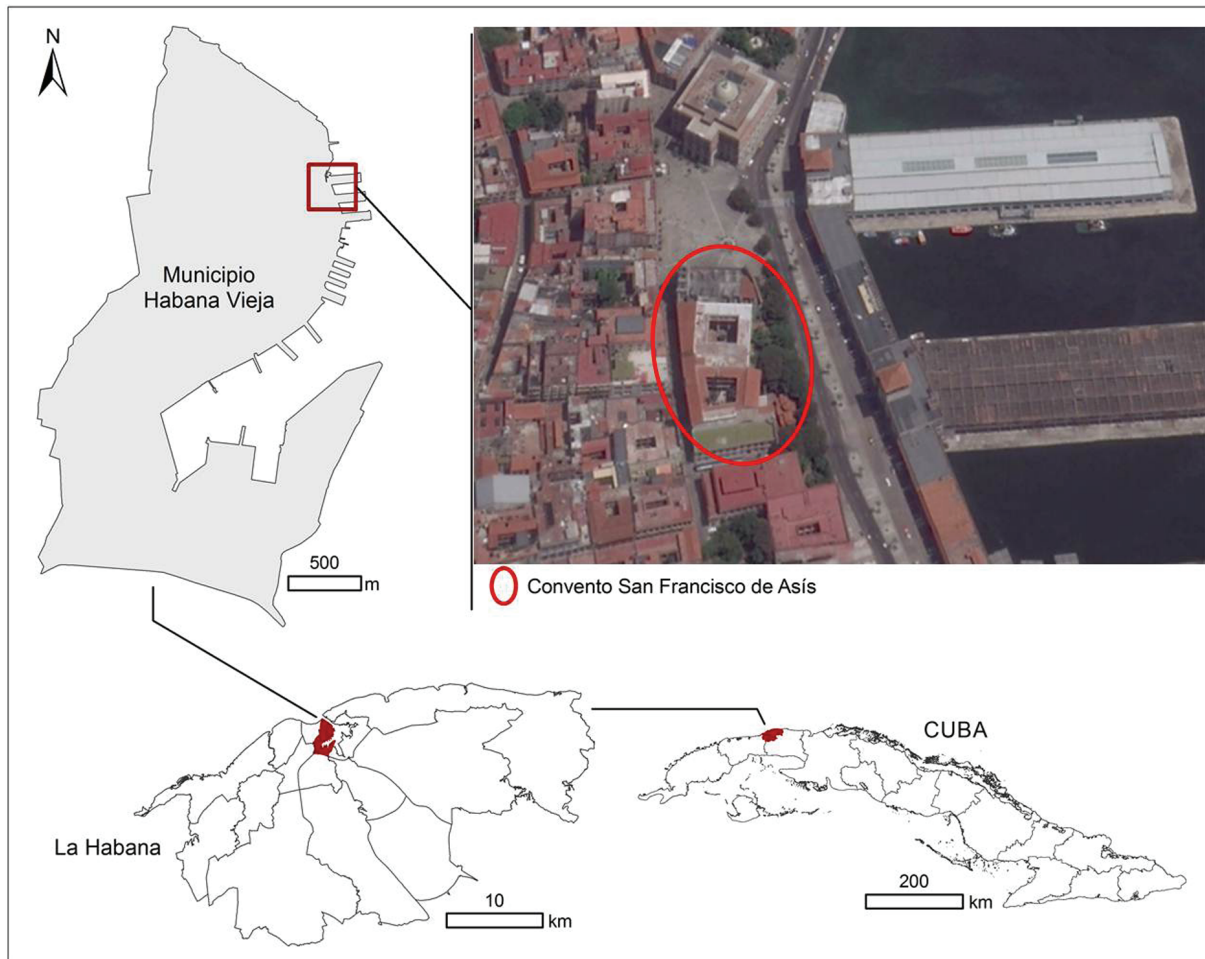 N
Municipio
Habana Vieja
500
m
Convento San Francisco de Asís
La Habana
10
km
CUBA
200
km